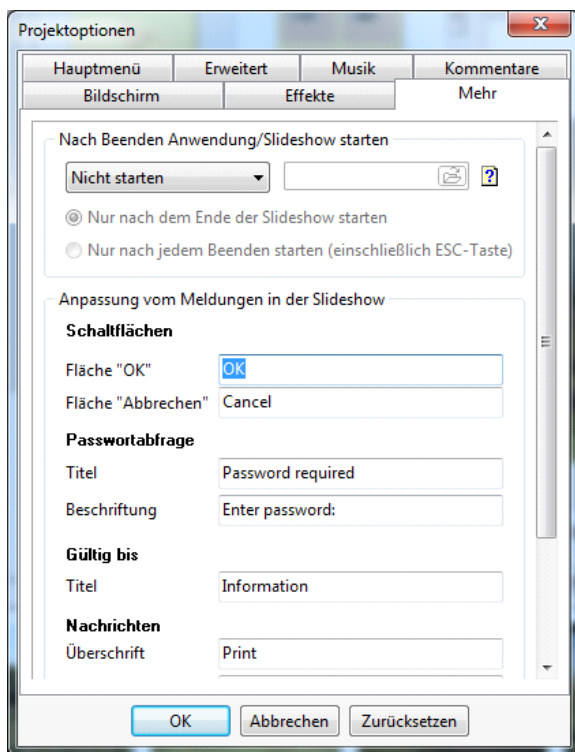 Projektoptionen
Hauptmenü Erweitert Musik Kommentare
Bildschirm Effekte Mehr
Nach Beenden Anwendung/Slideshow starten
Nicht starten
Nur nach dem Ende der Slideshow starten
Nur nach jedem Beenden starten (einschließlich ESC-Taste)
Anpassung vom Meldungen in der Slideshow
Schaltflächen
Fläche "OK" OK
Fläche "Abbrechen" Cancel
Passwortabfrage
Titel Password required
Beschriftung Enter password:
Gültig bis
Titel Information
Nachrichten
Überschrift Print
OK Abbrechen Zurücksetzen